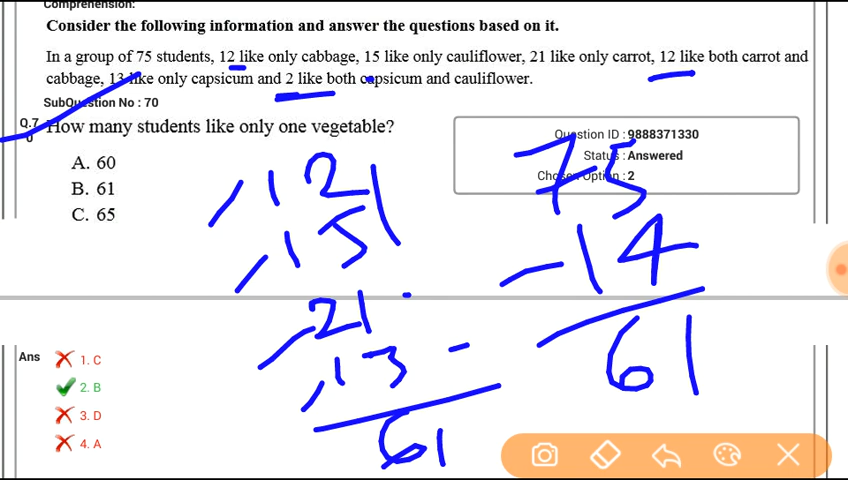 Comprehension:
Consider the following information and answer the questions based on it.
In a group of 75 students, 12 like only cabbage, 15 like only cauliflower, 21 like only carrot, 12 like both carrot and
cabbage, 13 like only capsicum and 2 like both capsicum and cauliflower.
SubQuestion No : 70
Q.7
0
How many students like only one vegetable?
A. 60
B. 61
C. 65
Question ID : 9888371330
Status : Answered
Chosen Option : 2
12
15
21
13
61
75
-14
61
Ans
1. C
2. B
3. D
4. A